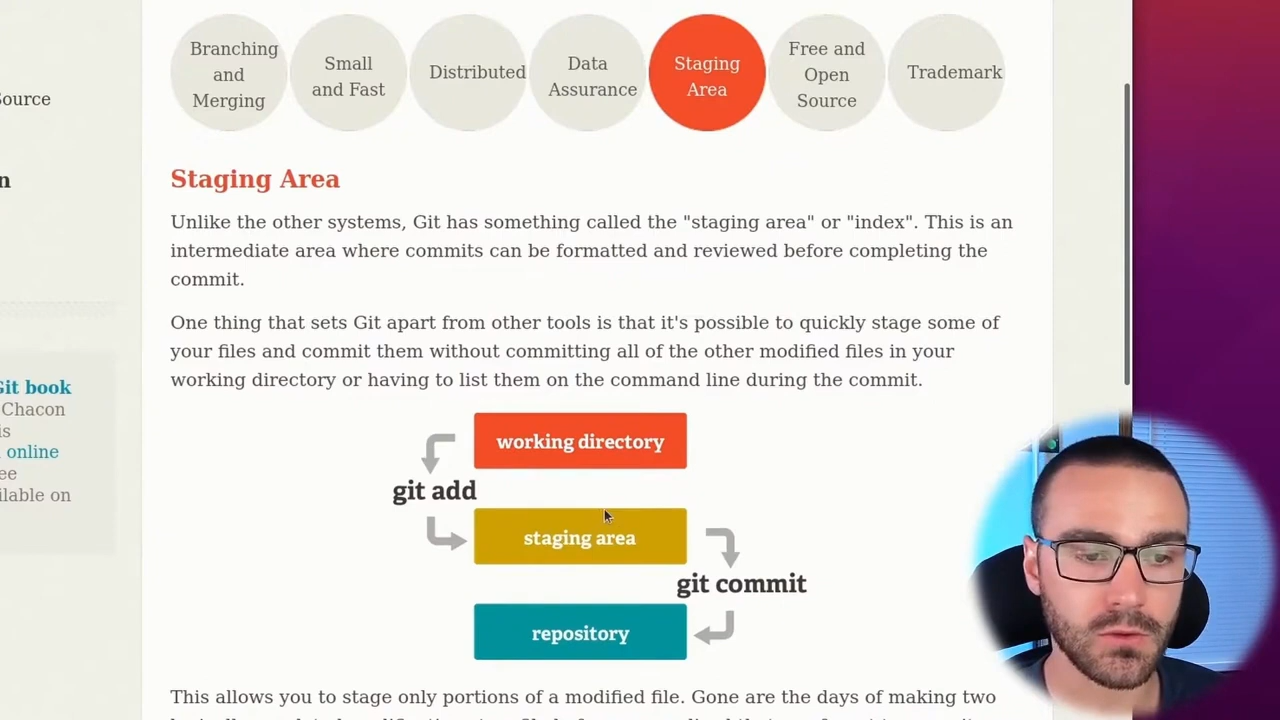 Branching
and
Merging
Small
and Fast
Distributed
Data
Assurance
Staging
Area
Free and
Open
Source
Trademark
Source
n
Staging Area
Unlike the other systems, Git has something called the "staging area" or "index". This is an
intermediate area where commits can be formatted and reviewed before completing the
commit.
One thing that sets Git apart from other tools is that it's possible to quickly stage some of
your files and commit them without committing all of the other modified files in your
working directory or having to list them on the command line during the commit.
Git book
Chacon
is
online
ee
ilable on
working directory
git add
staging area
git commit
repository
This allows you to stage only portions of a modified file. Gone are the days of making two